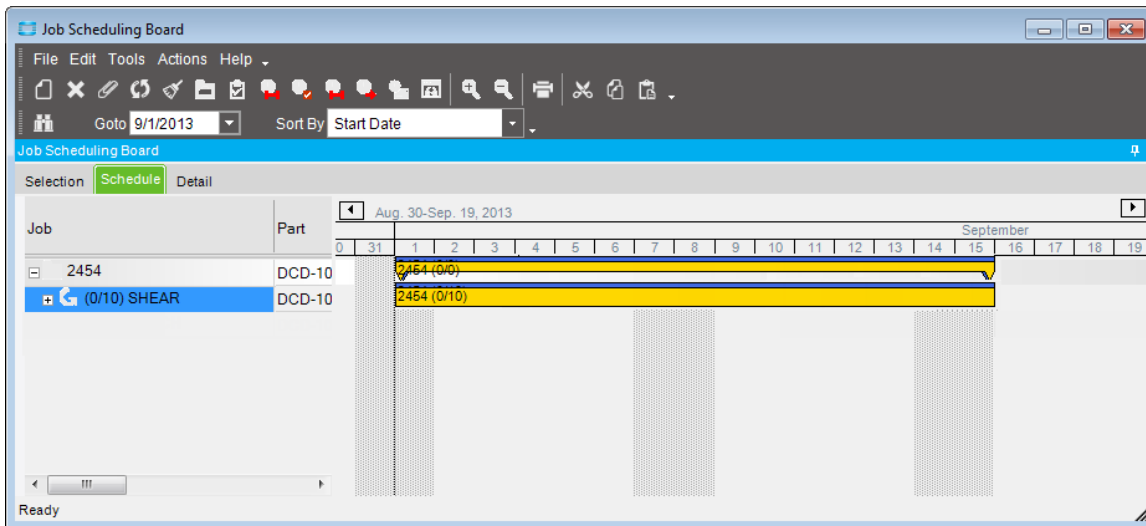 Job Scheduling Board
File Edit Tools Actions Help
Goto 9/1/2013 Sort By Start Date
Job Scheduling Board
Selection Schedule Detail
Job Part
Aug. 30-Sep. 19, 2013
September
0 31 1 2 3 4 5 6 7 8 9 10 11 12 13 14 15 16 17 18 19
2454 DCD-10 2454 (0/0)
(0/10) SHEAR DCD-10 2454 (0/10)
Ready